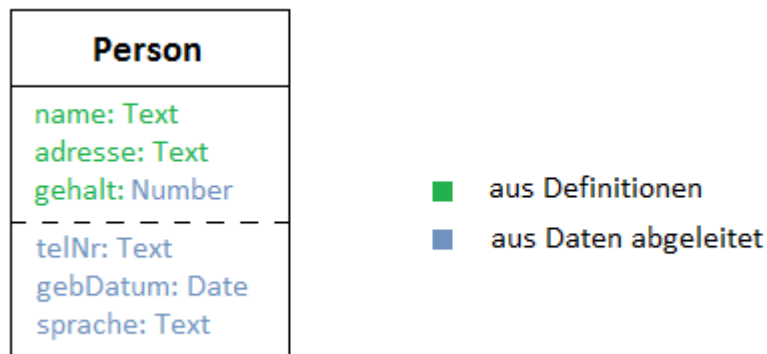 Person
name: Text
adresse: Text
gehalt: Number
telNr: Text
gebDatum: Date
sprache: Text
aus Definitionen
aus Daten abgeleitet